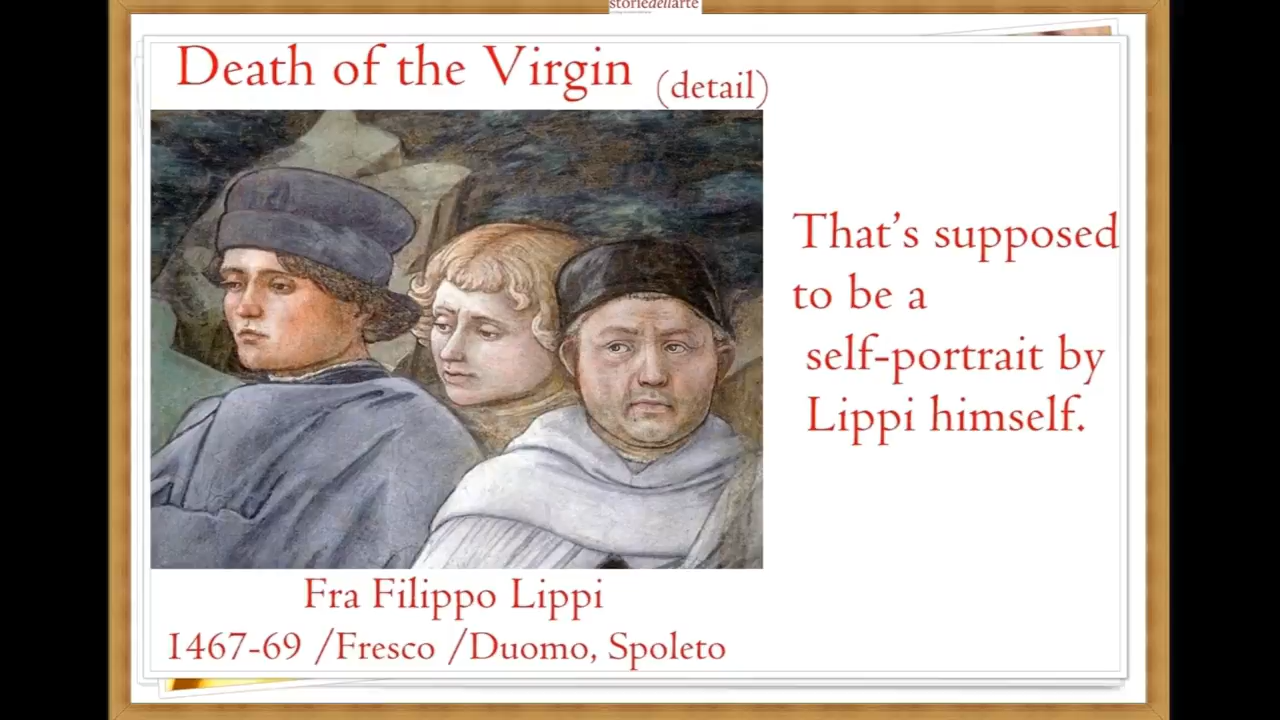 storiedellarte
Death of the Virgin (detail)
That's supposed
to be a
self-portrait by
Lippi himself.
Fra Filippo Lippi
1467-69 /Fresco /Duomo, Spoleto